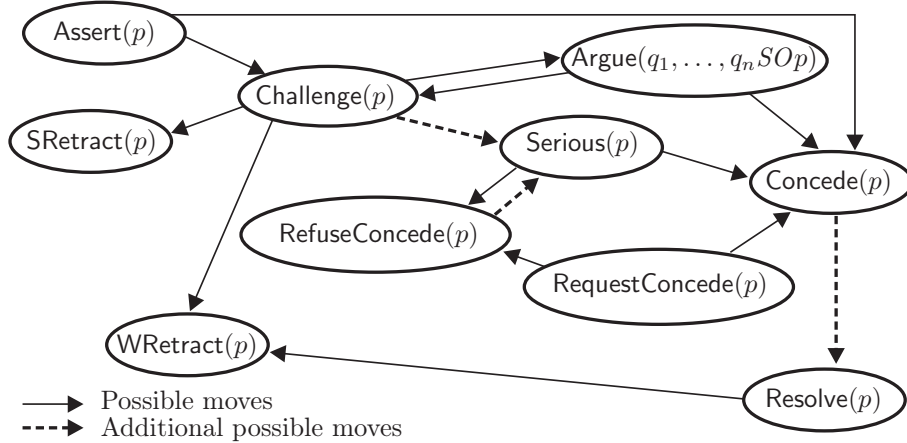 Assert(p)
Argue(q₁, . . . , qₙSOp)
Challenge(p)
SRetract(p)
Serious(p)
Concede(p)
RefuseConcede(p)
RequestConcede(p)
WRetract(p)
Resolve(p)
Possible moves
Additional possible moves